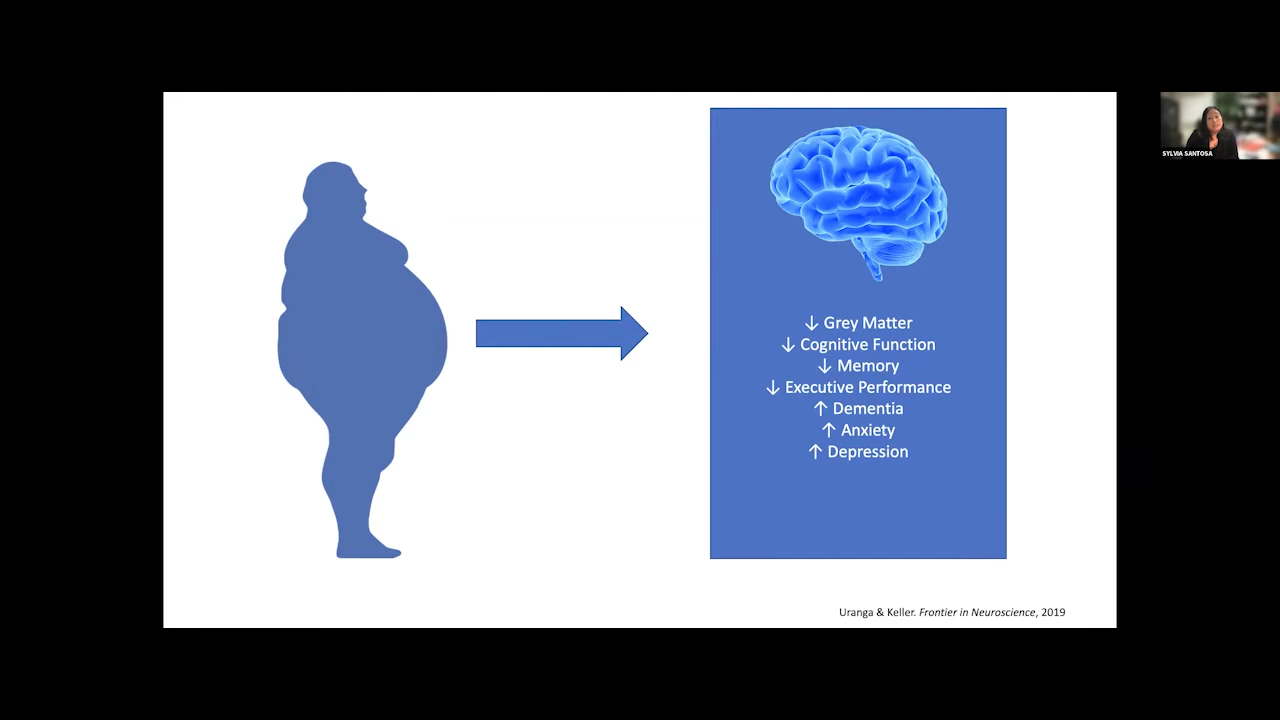 SYLVIA SANTOSA
↓ Grey Matter
↓ Cognitive Function
↓ Memory
↓ Executive Performance
↑ Dementia
↑ Anxiety
↑ Depression
Uranga & Keller. Frontier in Neuroscience, 2019